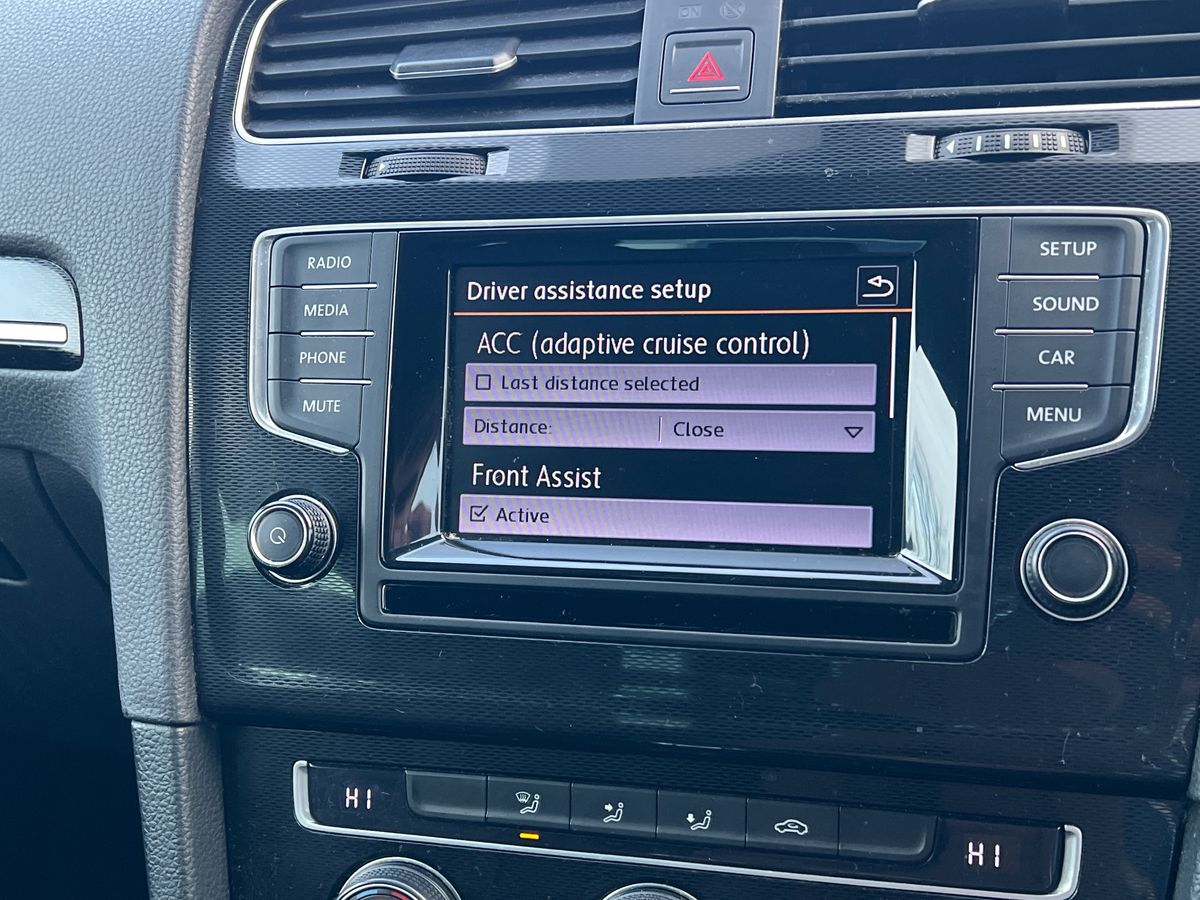 ON
RADIO
MEDIA
PHONE
MUTE
Driver assistance setup
ACC (adaptive cruise control)
Last distance selected
Distance: Close
Front Assist
Active
SETUP
SOUND
CAR
MENU
HI
HI